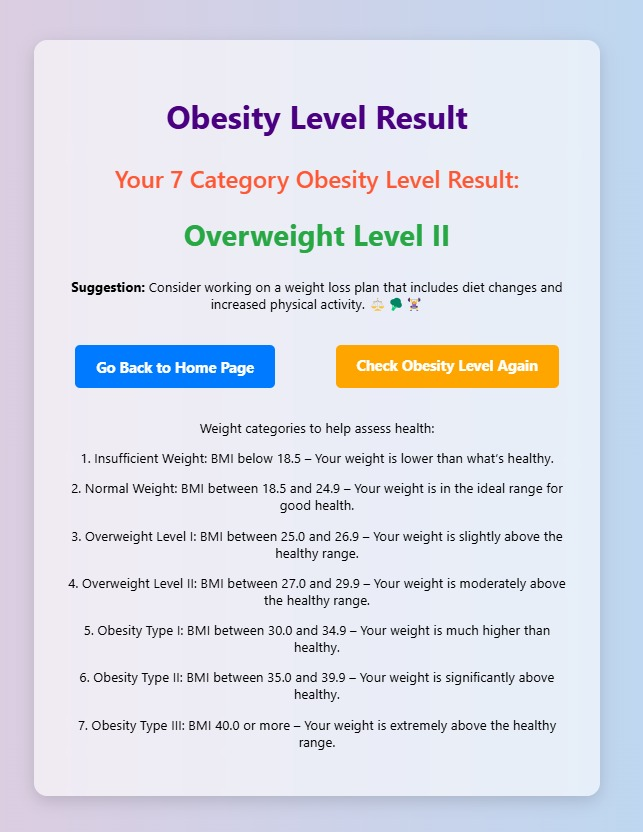 Obesity Level Result
Your 7 Category Obesity Level Result:
Overweight Level II
Suggestion: Consider working on a weight loss plan that includes diet changes and
increased physical activity. ⚖️ 🥦 🏋️‍♀️
Go Back to Home Page
Check Obesity Level Again
Weight categories to help assess health:
1. Insufficient Weight: BMI below 18.5 – Your weight is lower than what's healthy.
2. Normal Weight: BMI between 18.5 and 24.9 – Your weight is in the ideal range for
good health.
3. Overweight Level I: BMI between 25.0 and 26.9 – Your weight is slightly above the
healthy range.
4. Overweight Level II: BMI between 27.0 and 29.9 – Your weight is moderately above
the healthy range.
5. Obesity Type I: BMI between 30.0 and 34.9 – Your weight is much higher than
healthy.
6. Obesity Type II: BMI between 35.0 and 39.9 – Your weight is significantly above
healthy.
7. Obesity Type III: BMI 40.0 or more – Your weight is extremely above the healthy
range.